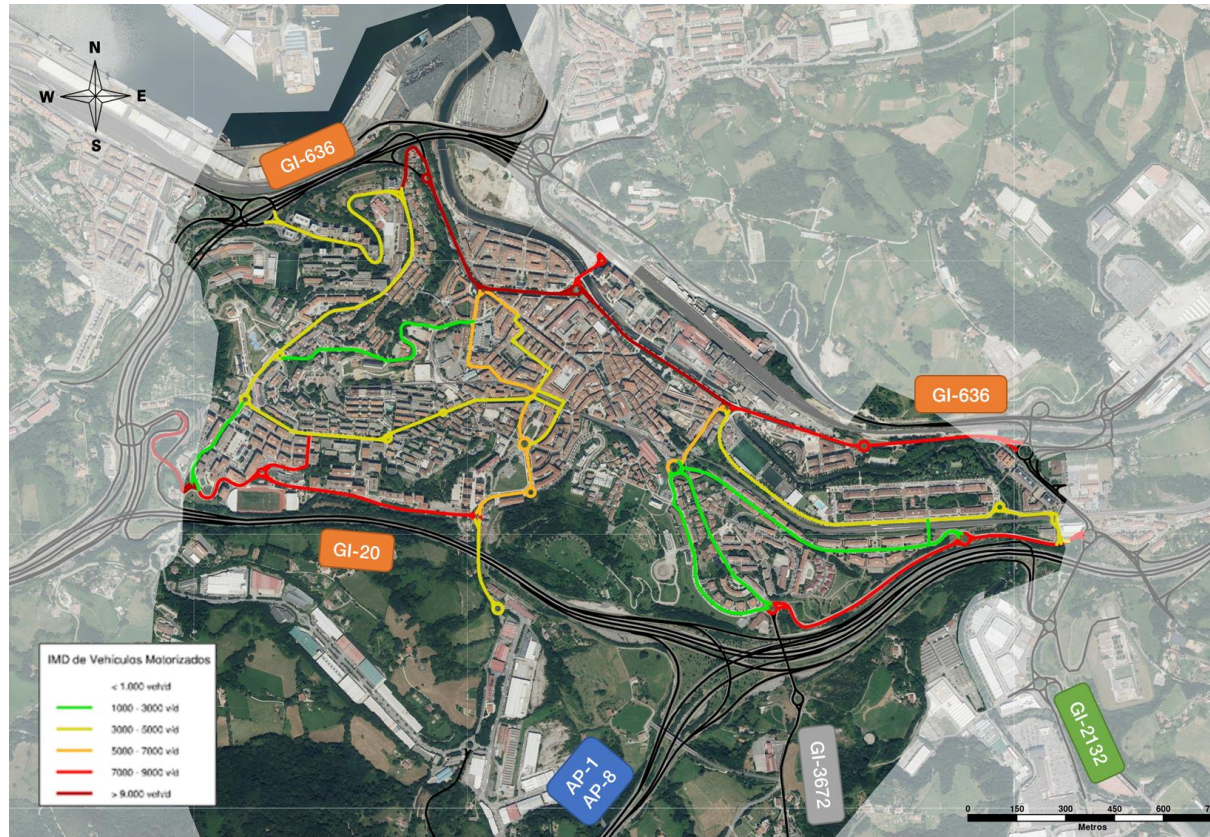 N
W E
S
GI-636
GI-636
GI-20
IMD de Vehículos Motorizados
< 1.000 veh/d
1000 - 3000 v/d
3000 - 5000 v/d
5000 - 7000 v/d
7000 - 9000 v/d
> 9.000 veh/d
AP-1
AP-8
GI-3672
GI-2132
0 150 300 450 600
Metros